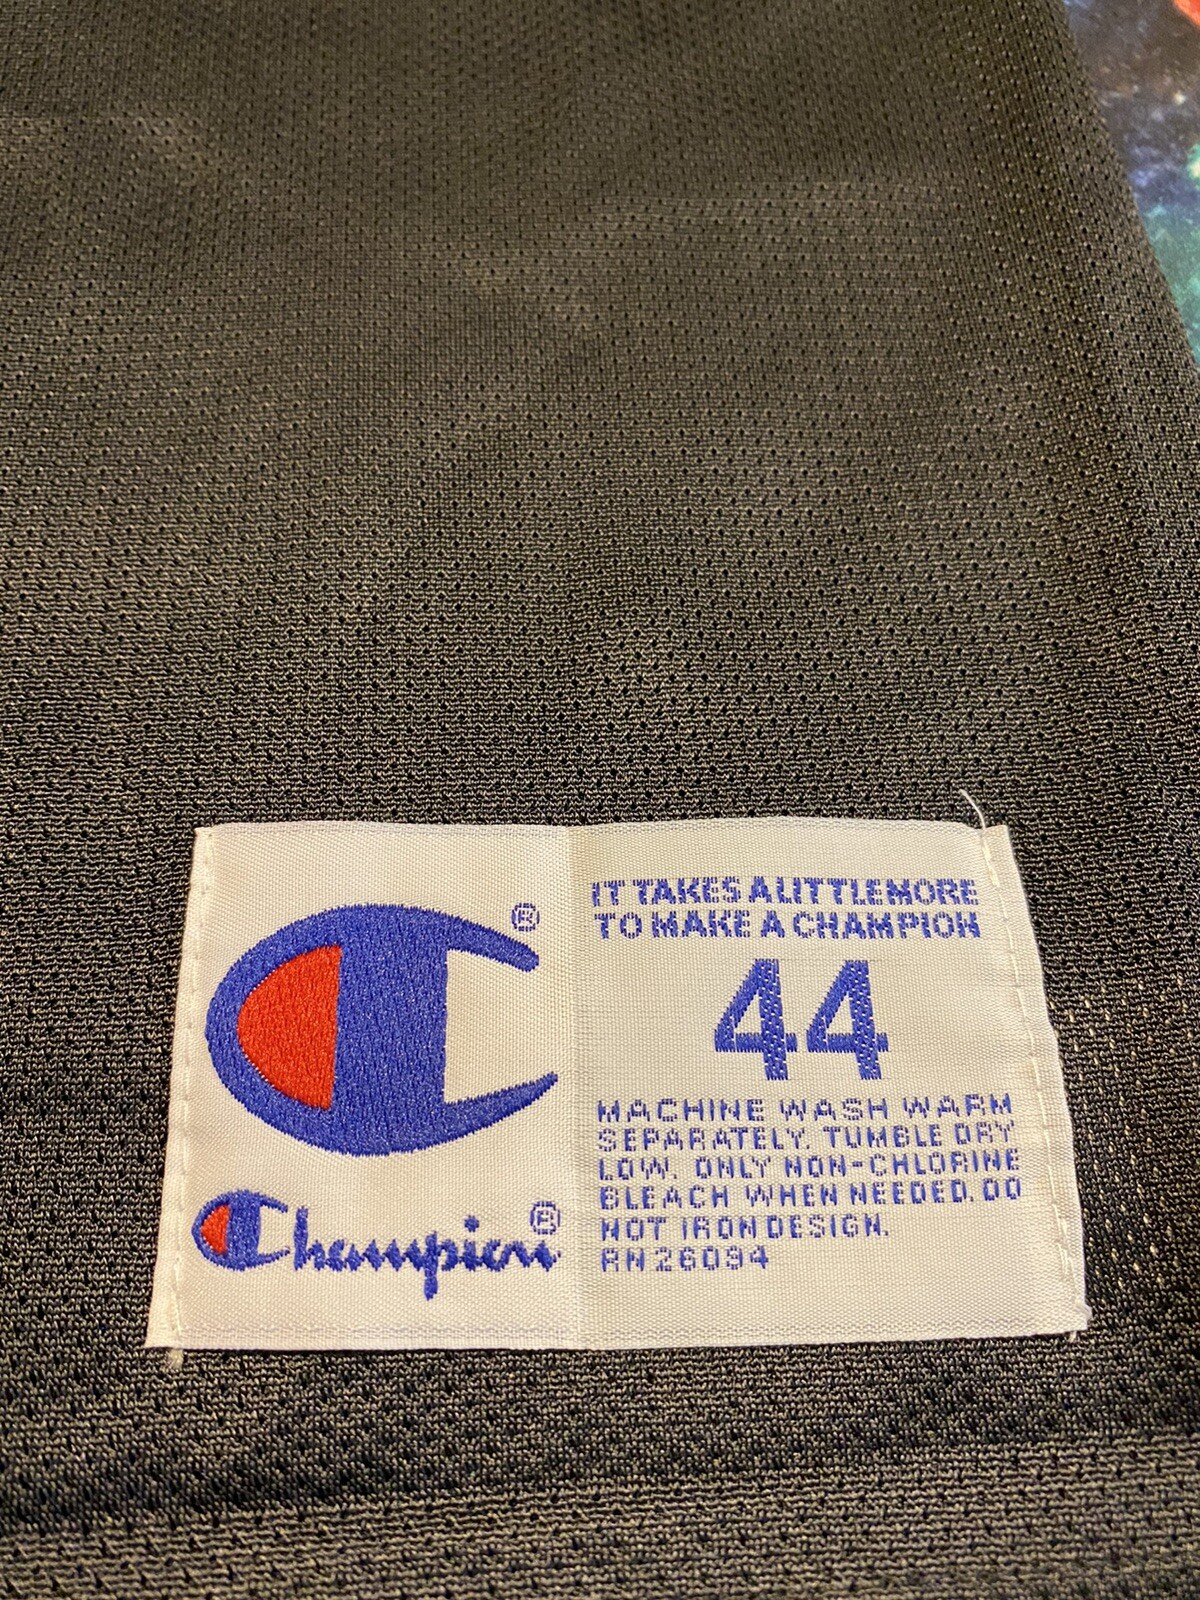 Champion
IT TAKES A LITTLE MORE
TO MAKE A CHAMPION
44
MACHINE WASH WARM
SEPARATELY. TUMBLE DRY
LOW. ONLY NON-CHLORINE
BLEACH WHEN NEEDED. DO
NOT IRON DESIGN.
RN 26094